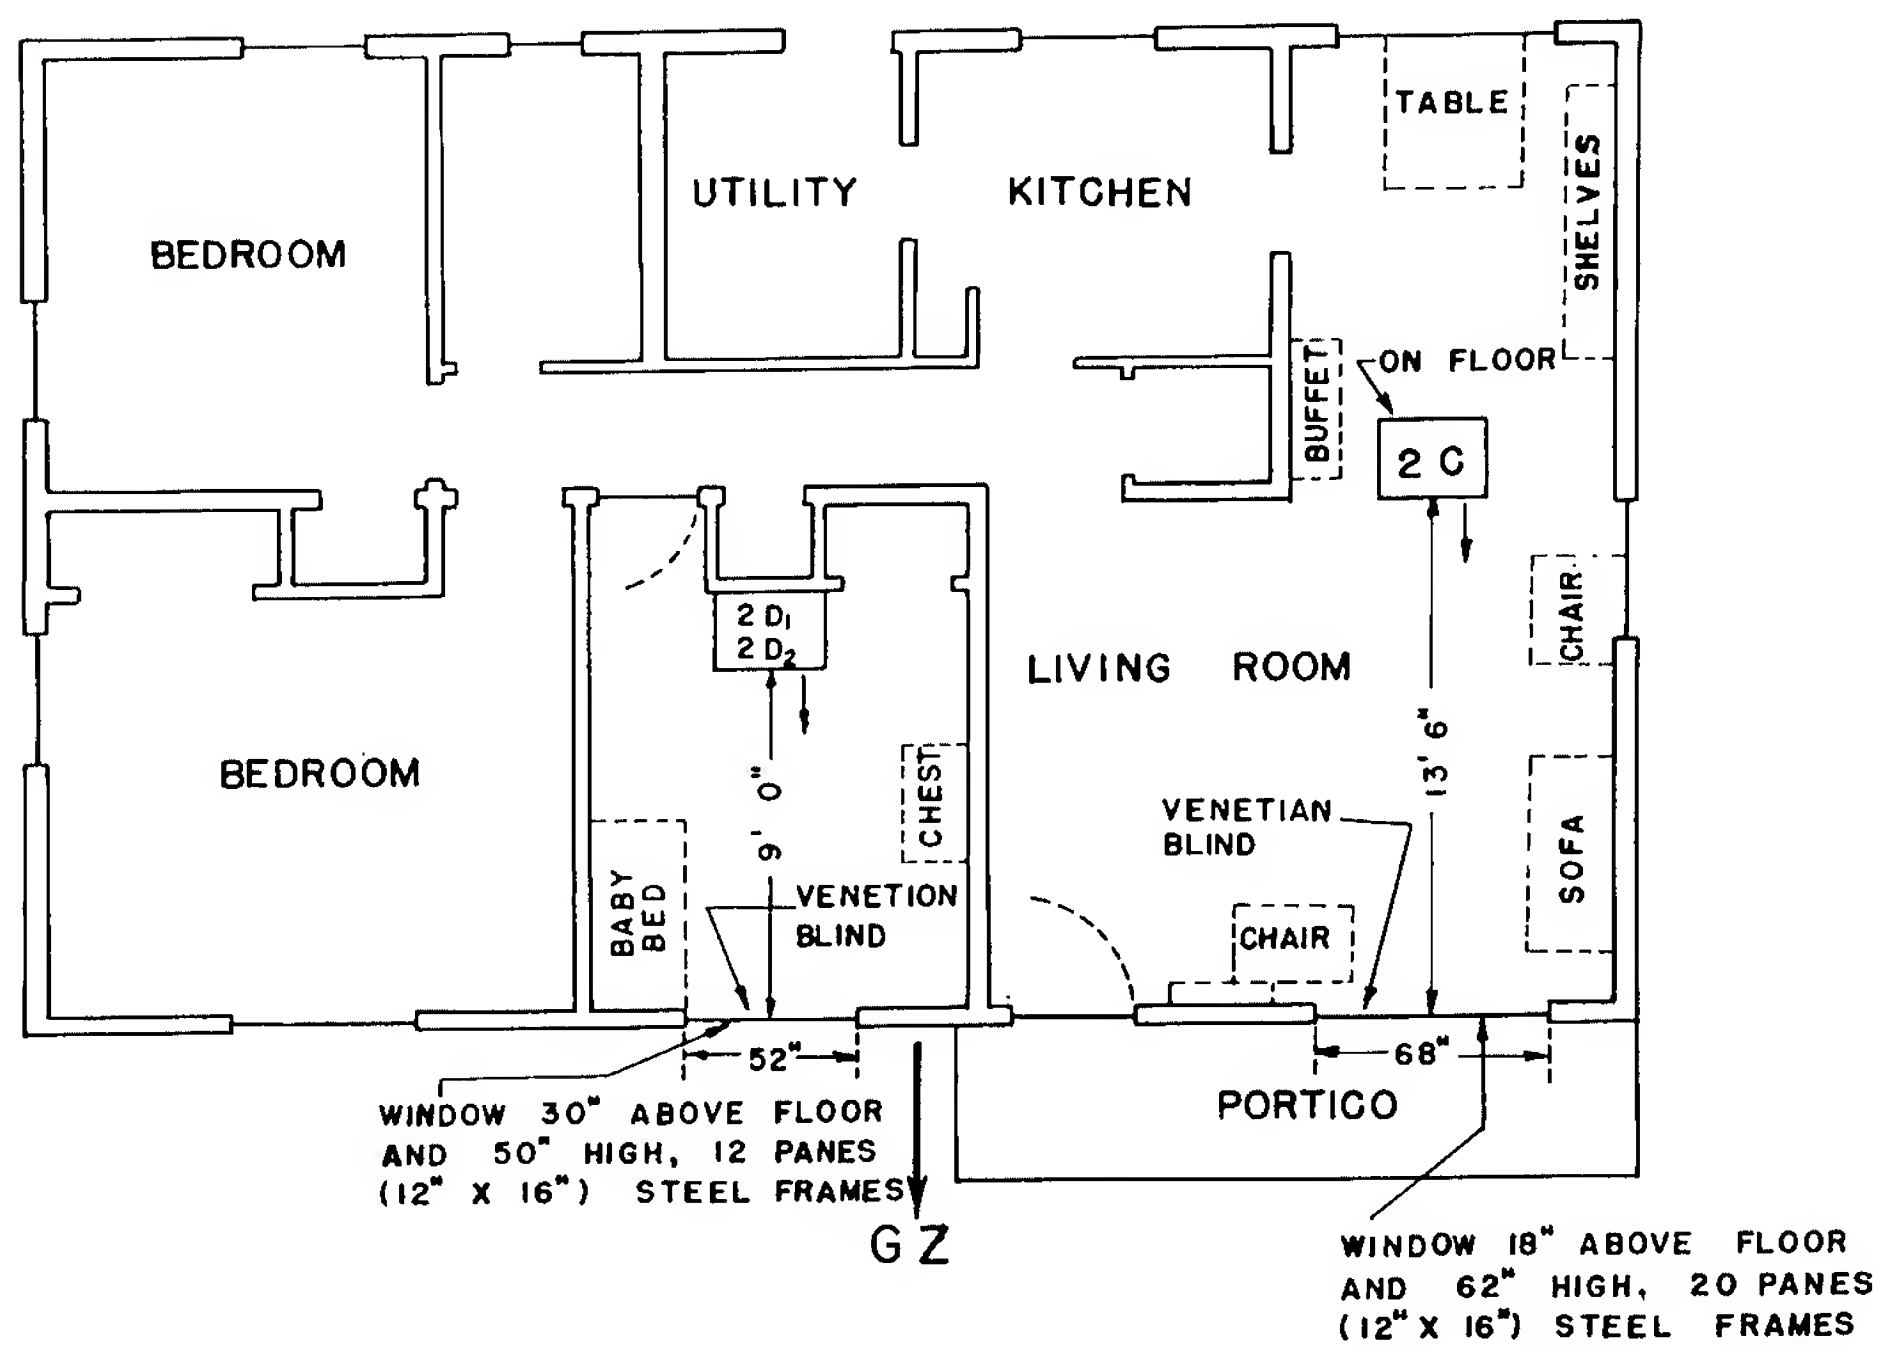 TABLE
UTILITY
KITCHEN
SHELVES
BEDROOM
BUFFET
ON FLOOR
2 C
CHAIR
2 D₁
2 D₂
LIVING ROOM
BEDROOM
CHEST
9' 0"
13' 6"
VENETIAN
BLIND
SOFA
BABY
BED
VENETION
BLIND
CHAIR
52"
68"
PORTICO
WINDOW 30" ABOVE FLOOR
AND 50" HIGH, 12 PANES
(12" X 16") STEEL FRAMES
GZ
WINDOW 18" ABOVE FLOOR
AND 62" HIGH, 20 PANES
(12" X 16") STEEL FRAMES